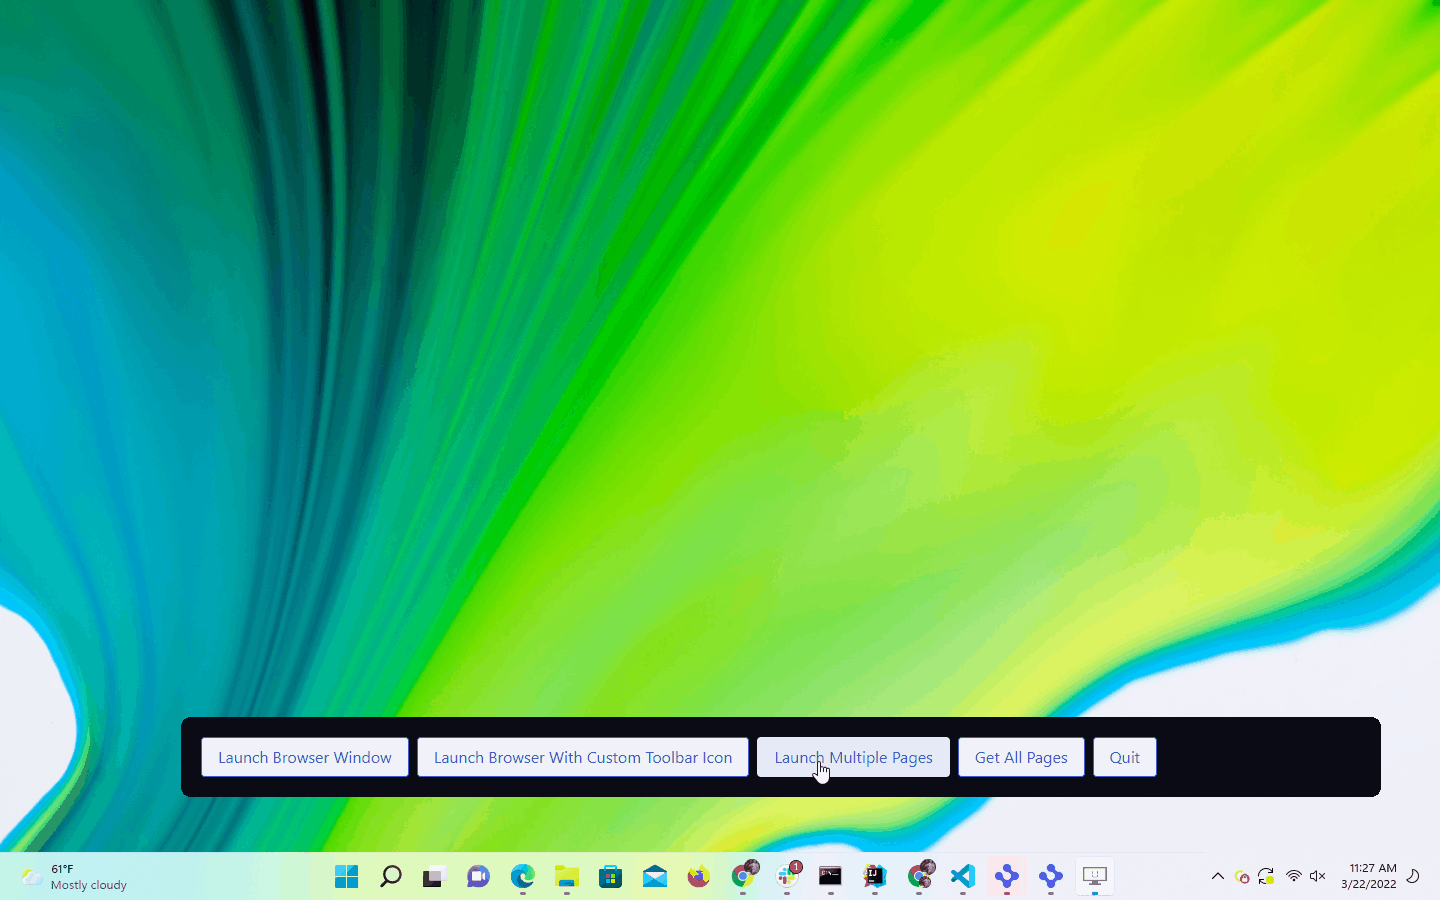 Launch Browser Window
Launch Browser With Custom Toolbar Icon
Launch Multiple Pages
Get All Pages
Quit
61°F
Mostly cloudy
1
IJ
11:27 AM
3/22/2022